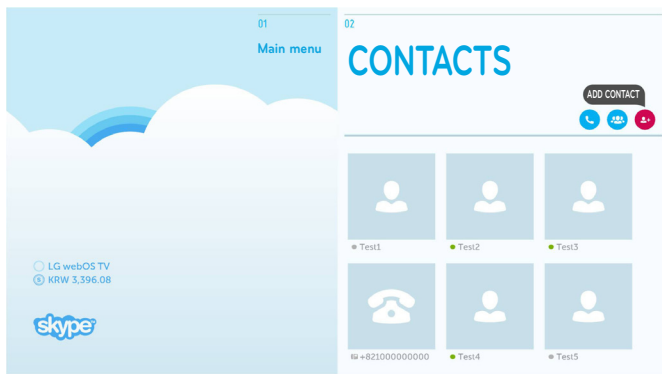 01
Main menu
LG webOS TV
KRW 3,396.08
skype
02
CONTACTS
ADD CONTACT
Test1
Test2
Test3
+821000000000
Test4
Test5